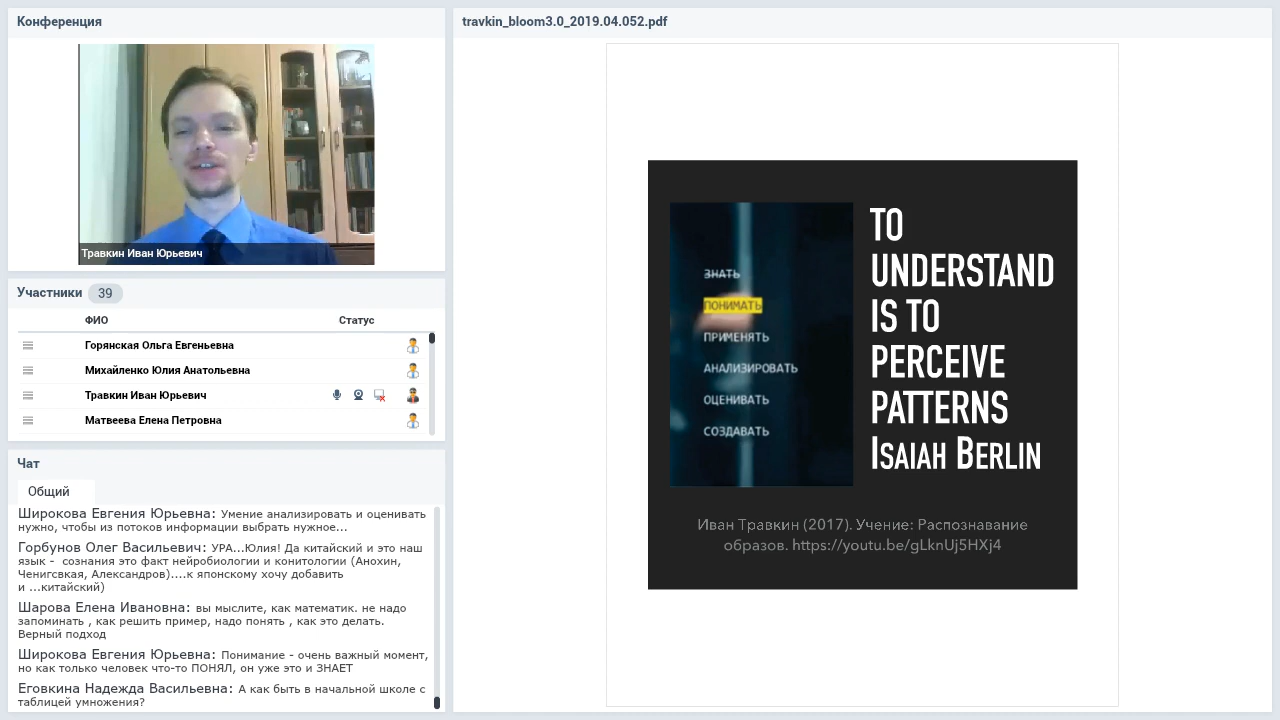 Конференция
Травкин Иван Юрьевич
Участники 39
ФИО Статус
Горянская Ольга Евгеньевна
Михайленко Юлия Анатольевна
Травкин Иван Юрьевич
Матвеева Елена Петровна
Чат
Общий
Широкова Евгения Юрьевна: Умение анализировать и оценивать
нужно, чтобы из потоков информации выбрать нужное...
Горбунов Олег Васильевич: УРА...Юлия! Да китайский и это наш
язык - сознания это факт нейробиологии и конитологии (Анохин,
Ченигсвкая, Александров)....к японскому хочу добавить
и ...китайский)
Шарова Елена Ивановна: вы мыслите, как математик. не надо
запоминать , как решить пример, надо понять , как это делать.
Верный подход
Широкова Евгения Юрьевна: Понимание - очень важный момент,
но как только человек что-то ПОНЯЛ, он уже это и ЗНАЕТ
Еговкина Надежда Васильевна: А как быть в начальной школе с
таблицей умножения?
travkin_bloom3.0_2019.04.052.pdf
ЗНАТЬ
ПОНИМАТЬ
ПРИМЕНЯТЬ
АНАЛИЗИРОВАТЬ
ОЦЕНИВАТЬ
СОЗДАВАТЬ
TO
UNDERSTAND
IS TO
PERCEIVE
PATTERNS
ISAIAH BERLIN
Иван Травкин (2017). Учение: Распознавание
образов. https://youtu.be/gLknUj5HXj4